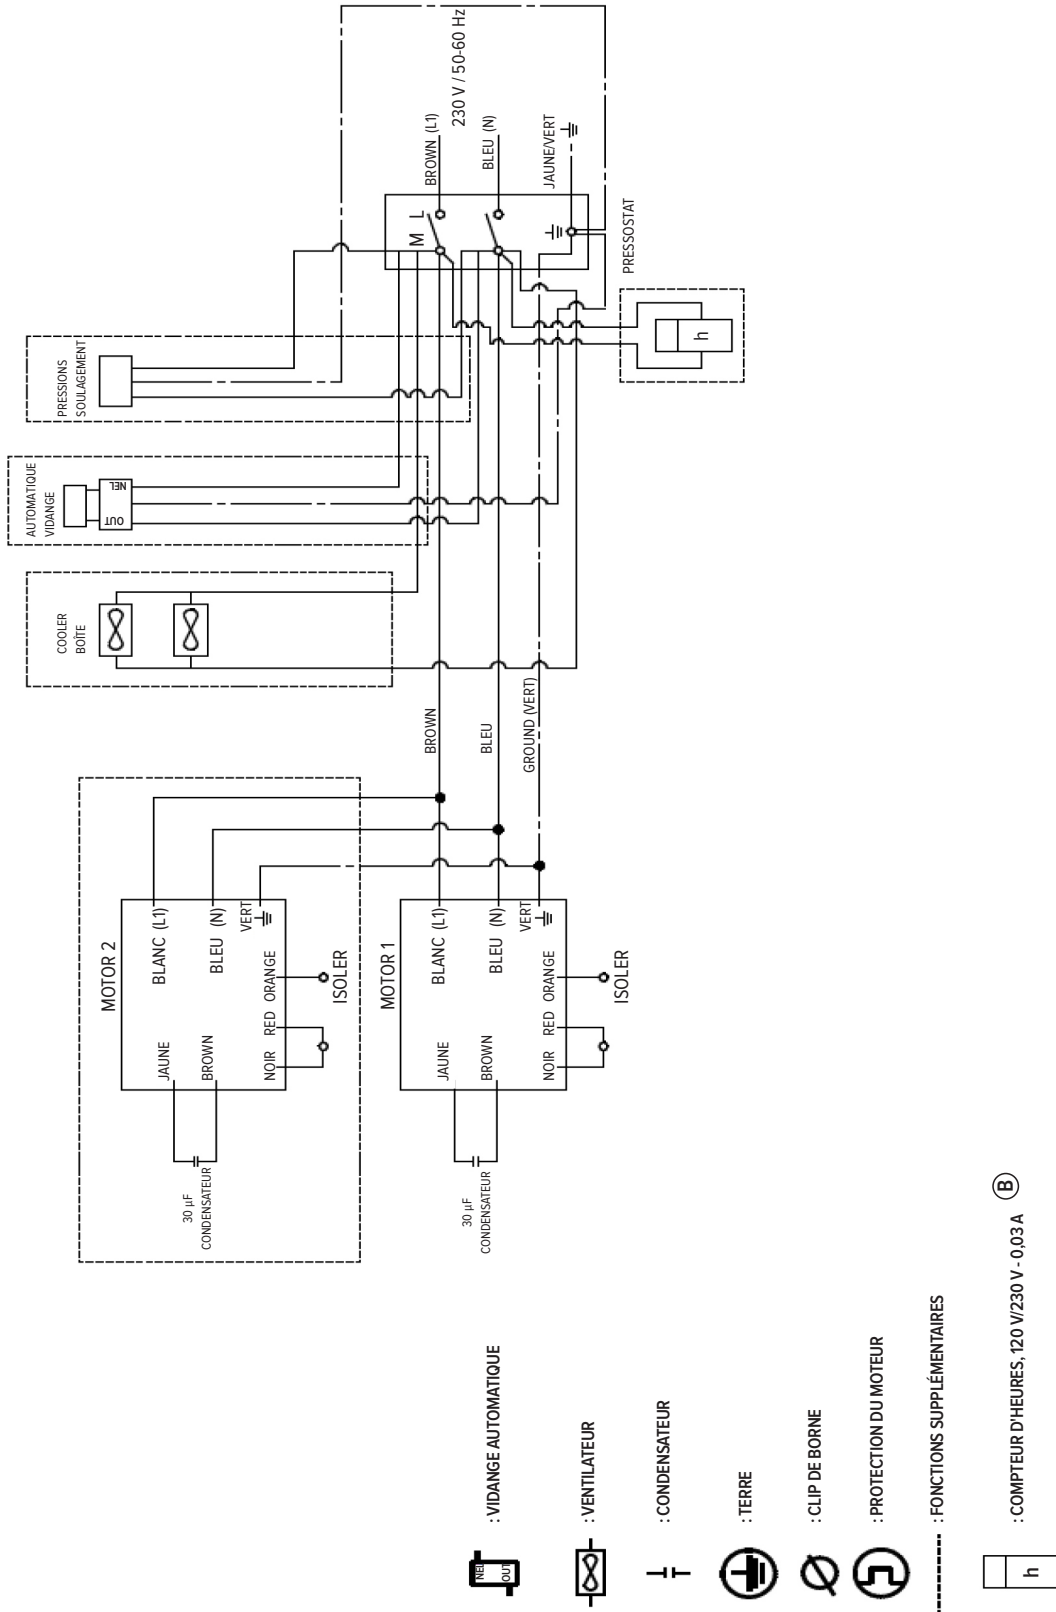 230 V / 50-60 Hz
BROWN (L1)
BLEU (N)
JAUNE/VERT
M L
PRESSOSTAT
h
PRESSIONS
SOULAGEMENT
AUTOMATIQUE
VIDANGE
NEL
OUT
COOLER
BOÎTE
BROWN
BLEU
GROUND (VERT)
MOTOR 2
BLANC (L1)
BLEU (N)
VERT
JAUNE
BROWN
NOIR
RED
ORANGE
ISOLER
30 µF
CONDENSATEUR
MOTOR 1
BLANC (L1)
BLEU (N)
VERT
JAUNE
BROWN
NOIR
RED
ORANGE
ISOLER
30 µF
CONDENSATEUR
NEL
OUT
: VIDANGE AUTOMATIQUE
: VENTILATEUR
: CONDENSATEUR
: TERRE
: CLIP DE BORNE
: PROTECTION DU MOTEUR
: FONCTIONS SUPPLÉMENTAIRES
h
: COMPTEUR D'HEURES, 120 V/230 V - 0,03 A
B